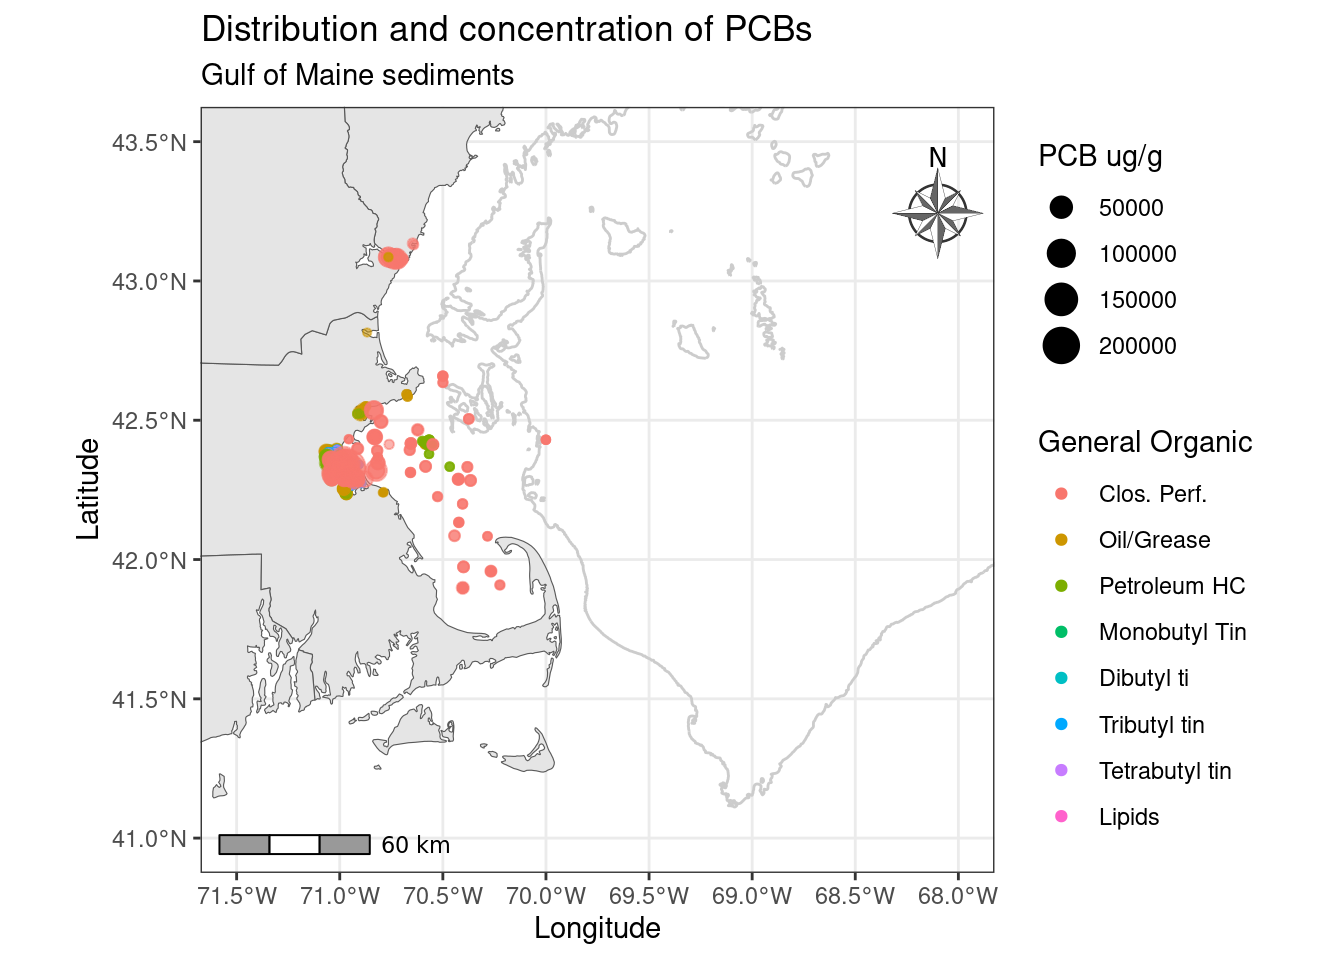 Distribution and concentration of PCBs
Gulf of Maine sediments
43.5°N
43.0°N
42.5°N
42.0°N
41.5°N
41.0°N
Latitude
N
60 km
71.5°W 71.0°W 70.5°W 70.0°W 69.5°W 69.0°W 68.5°W 68.0°W
Longitude
PCB ug/g
50000
100000
150000
200000
General Organic
Clos. Perf.
Oil/Grease
Petroleum HC
Monobutyl Tin
Dibutyl ti
Tributyl tin
Tetrabutyl tin
Lipids